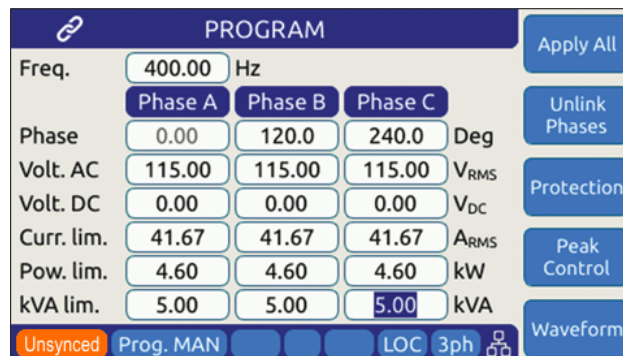 PROGRAM
Apply All
Freq. 400.00 Hz
Phase A Phase B Phase C
Unlink
Phases
Phase 0.00 120.0 240.0 Deg
Volt. AC 115.00 115.00 115.00 VRMS
Protection
Volt. DC 0.00 0.00 0.00 VDC
Curr. lim. 41.67 41.67 41.67 ARMS
Peak
Control
Pow. lim. 4.60 4.60 4.60 kW
kVA lim. 5.00 5.00 5.00 kVA
Waveform
Unsynced Prog. MAN LOC 3ph